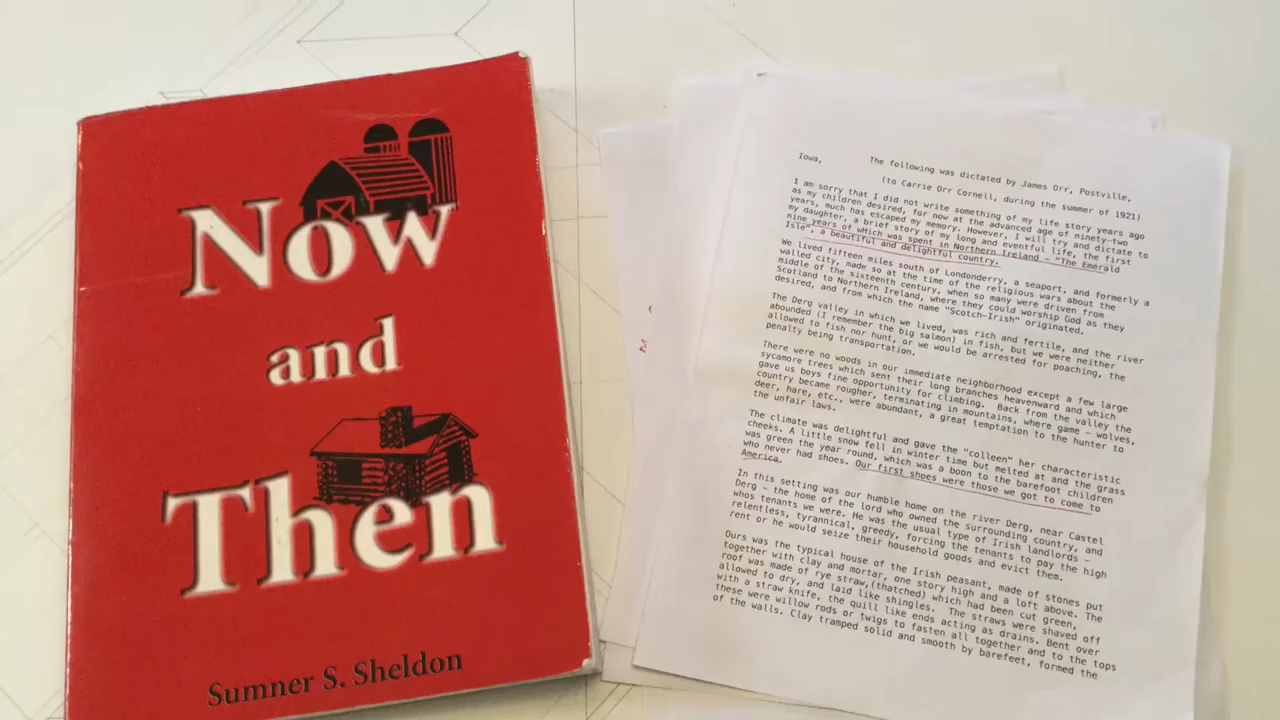 Now
and
Then
Sumner S. Sheldon
Iowa,
The following was dictated by James Orr, Postville,
(to Carrie Orr Cornell, during the summer of 1921)
I am sorry that I did not write something of my life story years ago
as my children desired, for now at the advanced age of ninety-two
years, much has escaped my memory. However, I will try and dictate to
my daughter, a brief story of my long and eventful life, the first
nine years of which was spent in Northern Ireland - "The Emerald
Isle", a beautiful and delightful country.
We lived fifteen miles south of Londonderry, a seaport, and formerly a
walled city, made so at the time of the religious wars about the
middle of the sixteenth century, when so many were driven from
Scotland to Northern Ireland, where they could worship God as they
desired, and from which the name "Scotch-Irish" originated.
The Derg valley in which we lived, was rich and fertile, and the river
abounded (I remember the big salmon) in fish, but we were neither
allowed to fish nor hunt, or we would be arrested for poaching, the
penalty being transportation.
There were no woods in our immediate neighborhood except a few large
sycamore trees which sent their long branches heavenward and which
gave us boys fine opportunity for climbing. Back from the valley the
country became rougher, terminating in mountains, where game - wolves,
deer, hare, etc., were abundant, a great temptation to the hunter to
the unfair laws.
The climate was delightful and gave the "colleen" her characteristic
cheeks. A little snow fell in winter time but melted at and the grass
was green the year round, which was a boon to the barefoot children
who never had shoes. Our first shoes were those we got to come to
America.
In this setting was our humble home on the river Derg, near Castel
Derg - the home of the lord who owned the surrounding country, and
whos tenants we were. He was the usual type of Irish landlords -
relentless, tyrannical, greedy, forcing the tenants to pay the high
rent or he would seize their household goods and evict them.
Ours was the typical house of the Irish peasant, made of stones put
together with clay and mortar, one story high and a loft above. The
roof was made of rye straw,(thatched) which had been cut green,
allowed to dry, and laid like shingles. The straws were shaved off
with a straw knife, the quill like ends acting as drains. Bent over
these were willow rods or twigs to fasten all together and to the tops
of the walls. Clay tramped solid and smooth by barefeet, formed the